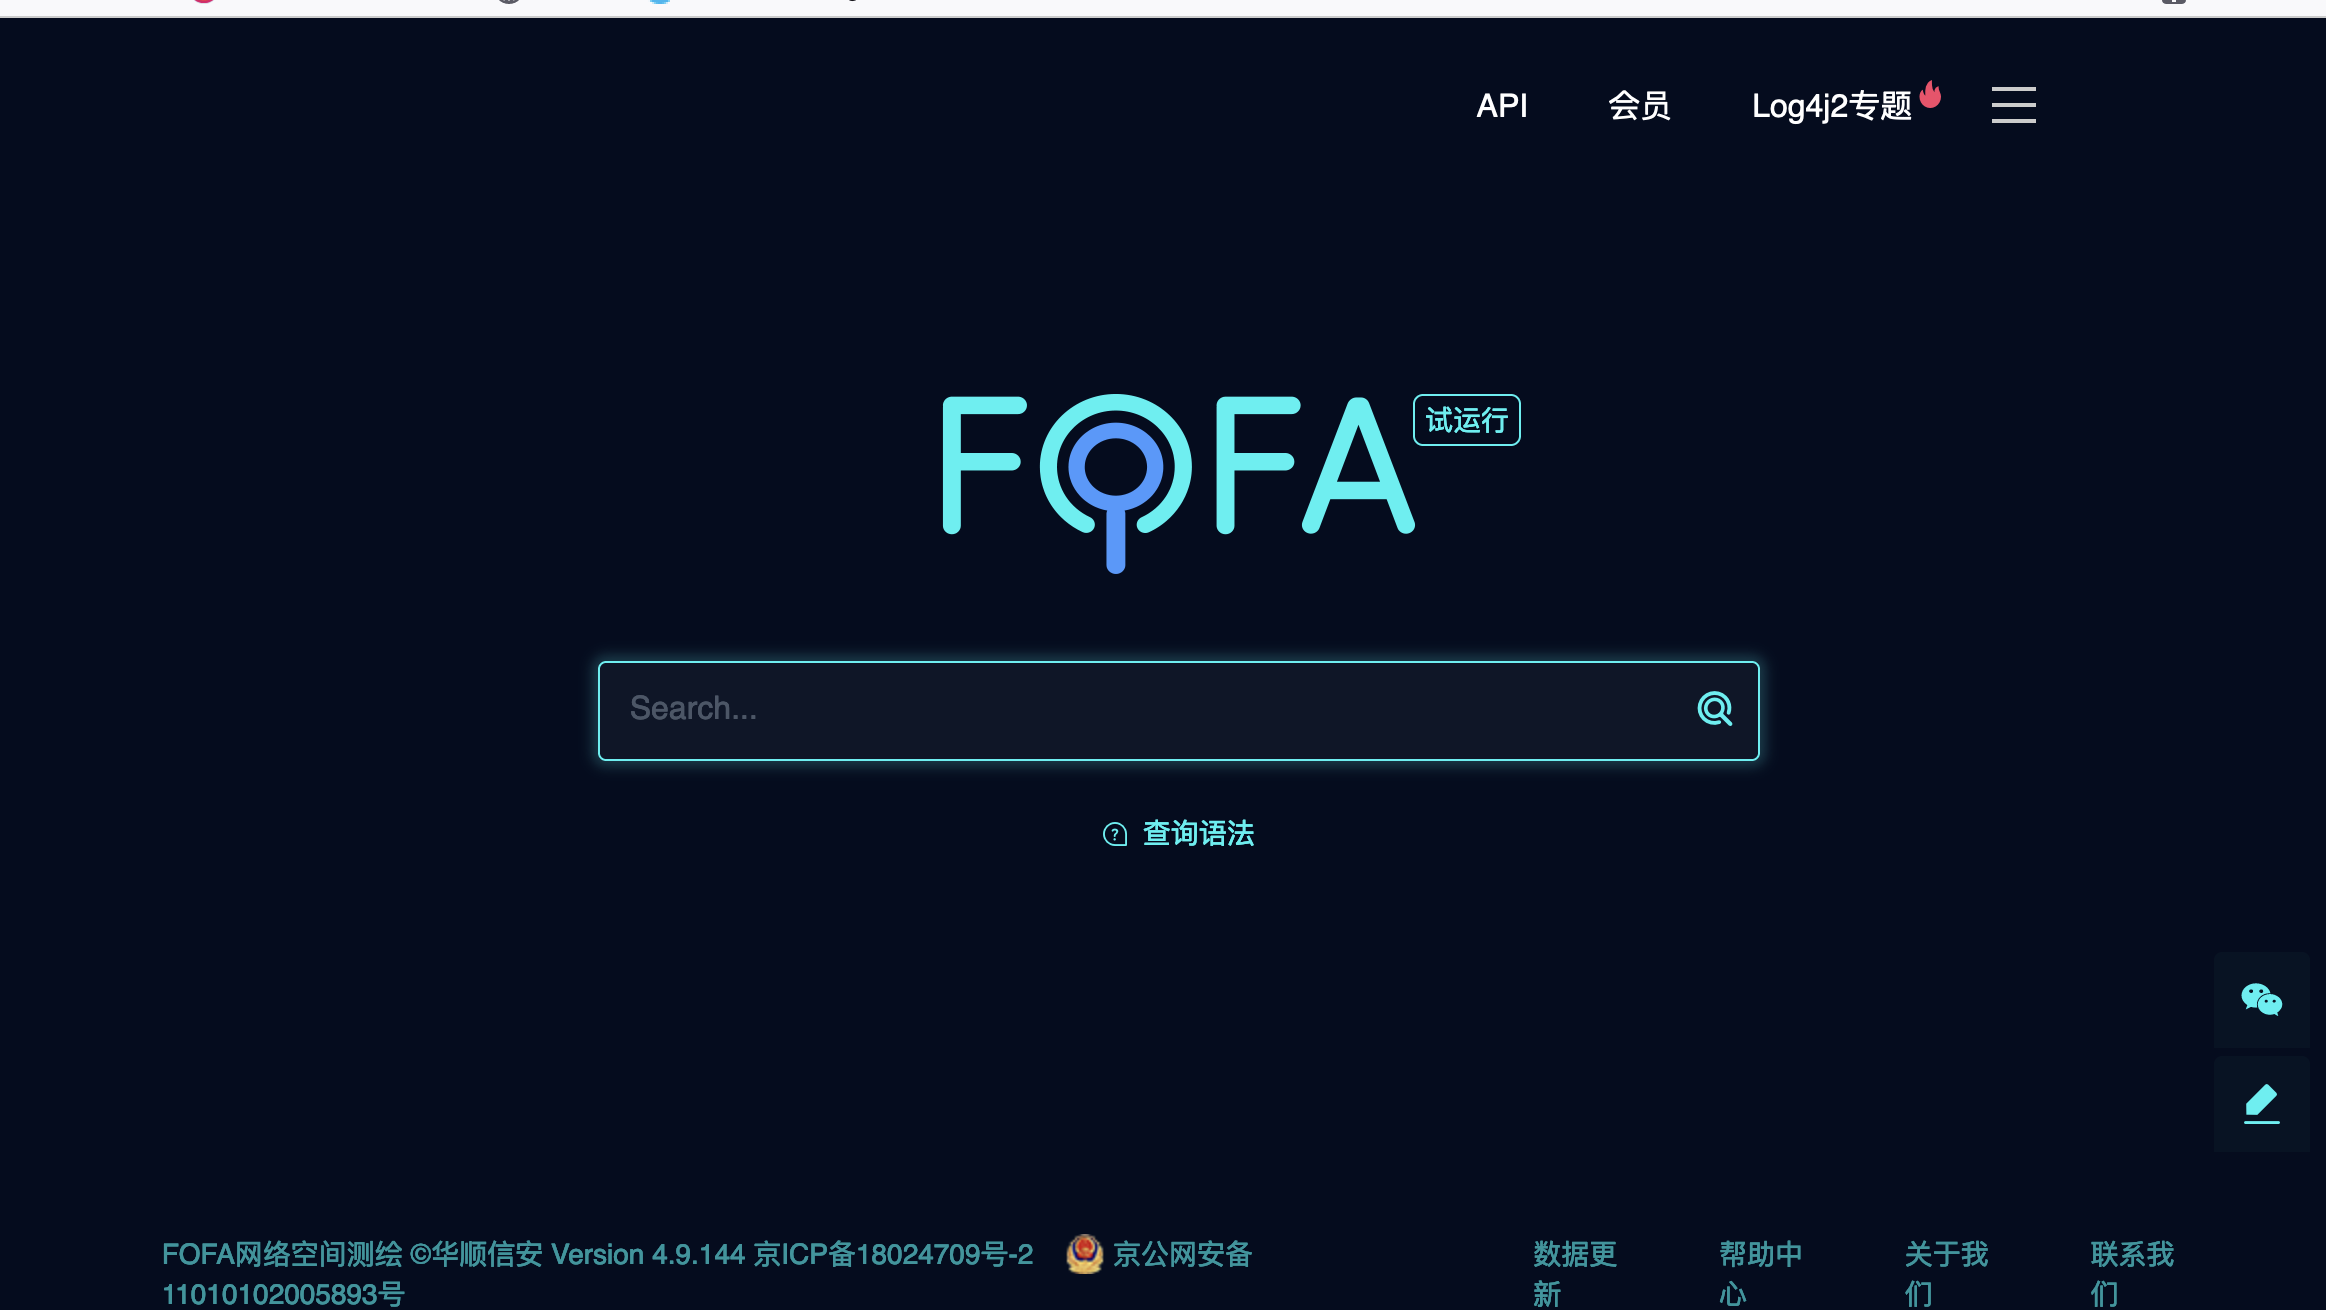 API 会员 Log4j2专题
FOFA 试运行
Search...
查询语法
FOFA网络空间测绘 ©华顺信安 Version 4.9.144 京ICP备18024709号-2 京公网安备
11010102005893号
数据更
新
帮助中
心
关于我
们
联系我
们